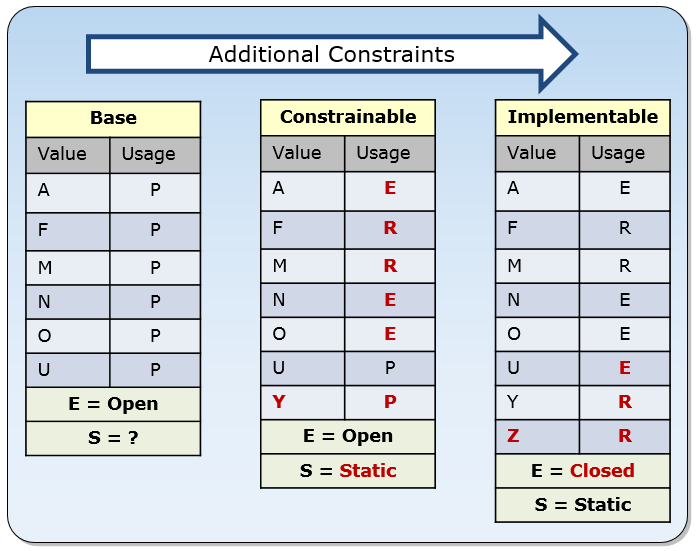 Additional Constraints
Base
Value Usage
A P
F P
M P
N P
O P
U P
E = Open
S = ?
Constrainable
Value Usage
A E
F R
M R
N E
O E
U P
Y P
E = Open
S = Static
Implementable
Value Usage
A E
F R
M R
N E
O E
U E
Y R
Z R
E = Closed
S = Static